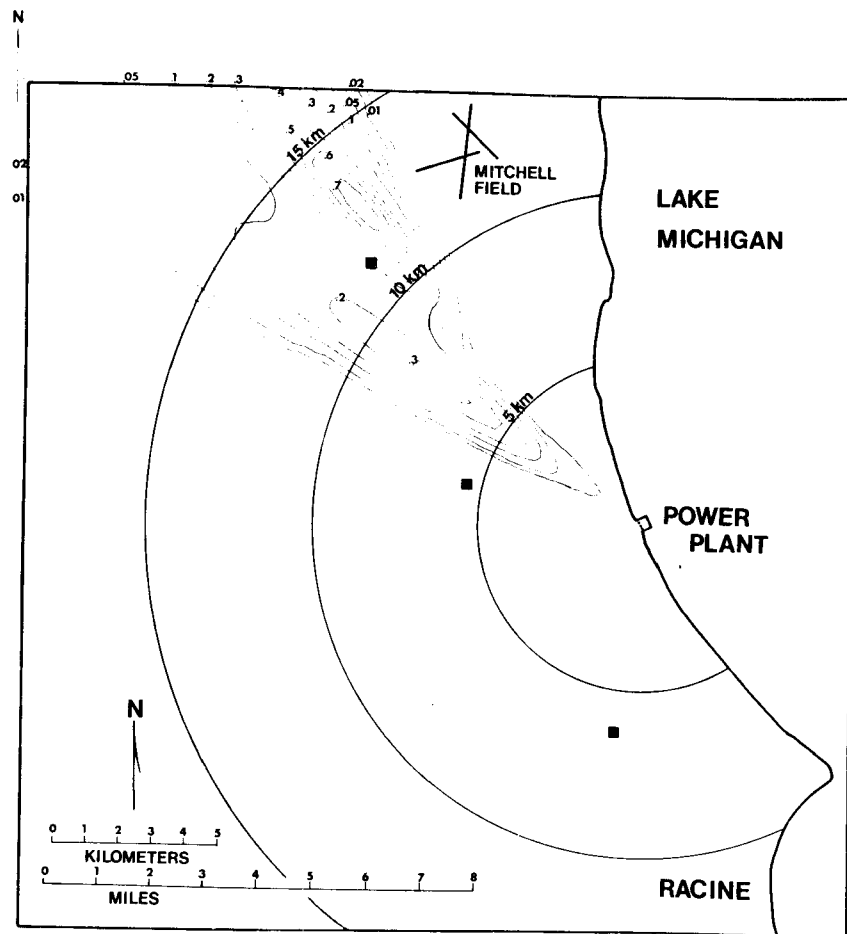 N
.05 .1 .2 .3 .4 .3 .2 .05 .02
.1 .01
.5
.6
15 km
.7
02
01
MITCHELL
FIELD
LAKE
MICHIGAN
10 km
.2
.3
5 km
POWER
PLANT
N
0 1 2 3 4 5
KILOMETERS
0 1 2 3 4 5 6 7 8
MILES
RACINE